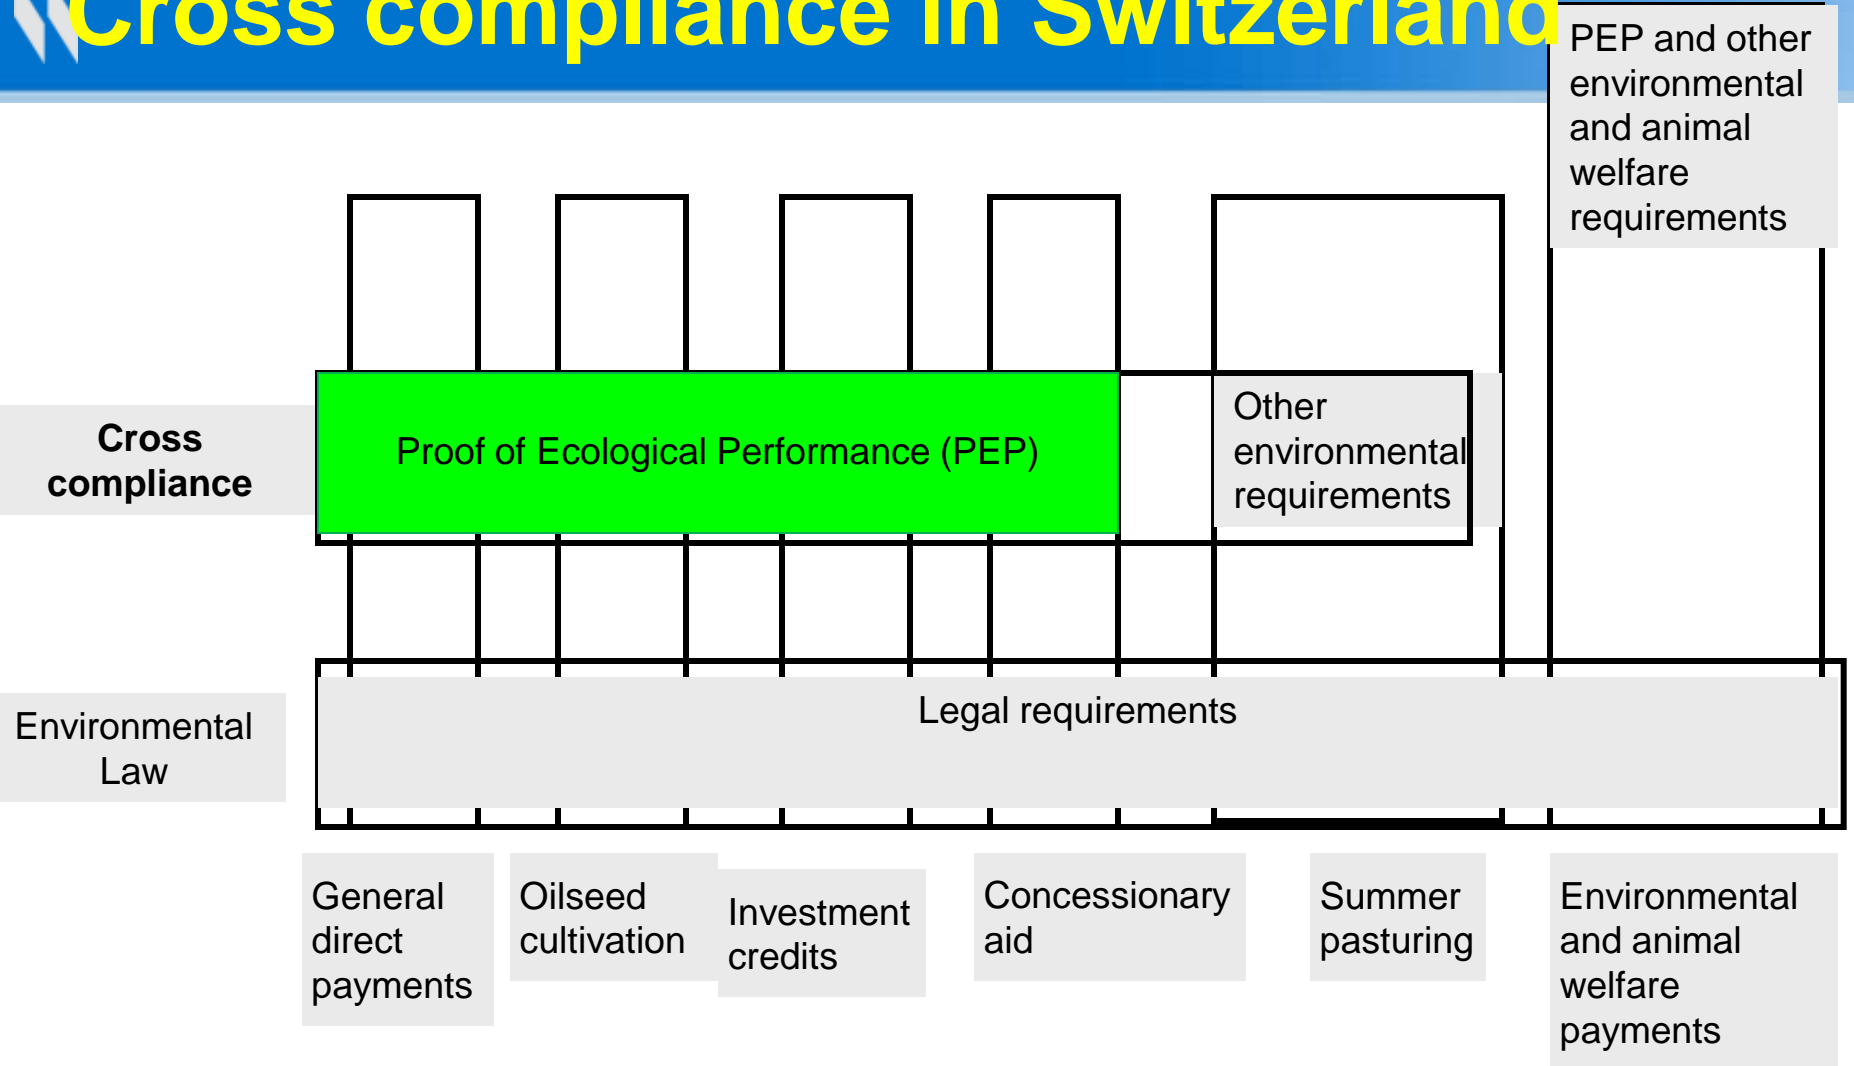 Cross compliance in Switzerland
PEP and other
environmental
and animal
welfare
requirements
Cross
compliance
Proof of Ecological Performance (PEP)
Other
environmental
requirements
Environmental
Law
Legal requirements
General
direct
payments
Oilseed
cultivation
Investment
credits
Concessionary
aid
Summer
pasturing
Environmental
and animal
welfare
payments